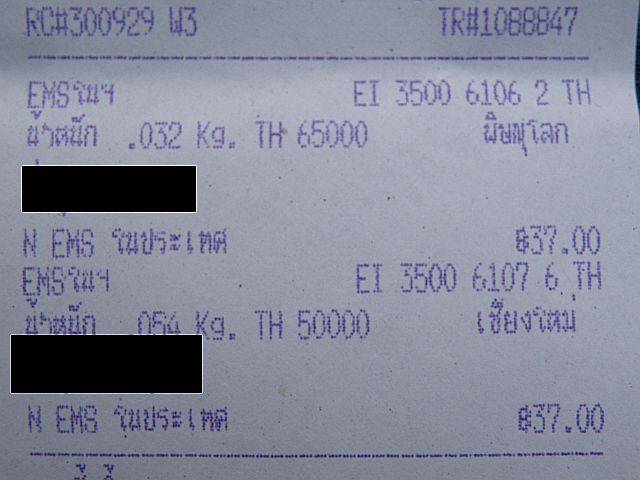 RC#300929 W3 TR#1088847
EMSในฯ EI 3500 6106 2 TH
น้ำหนัก .032 Kg. TH 65000 พิษณุโลก
N EMS ในประเทศ ฿37.00
EMSในฯ EI 3500 6107 6 TH
น้ำหนัก .054 Kg. TH 50000 เชียงใหม่
N EMS ในประเทศ ฿37.00